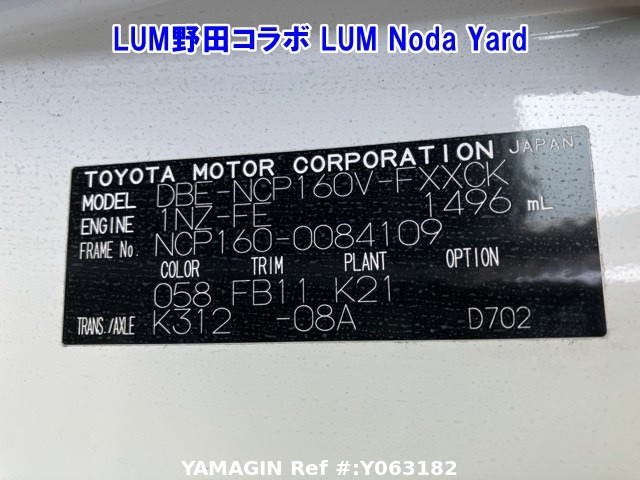 LUM野田コラボ LUM Noda Yard
TOYOTA MOTOR CORPORATION JAPAN
MODEL DBE-NCP160V-FXXCK
ENGINE 1NZ-FE 1496 mL
FRAME No. NCP160-0084109
COLOR TRIM PLANT OPTION
058 FB11 K21
TRANS./AXLE K312 -08A D702
YAMAGIN Ref #:Y063182